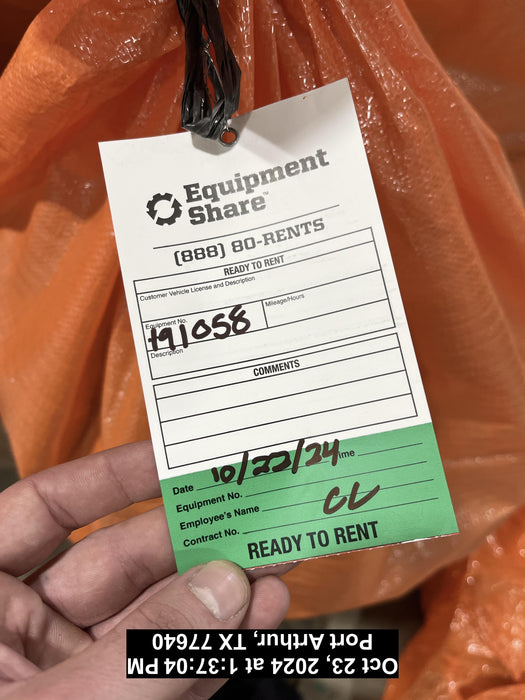 Equipment
Share™
(888) 80-RENTS
READY TO RENT
Customer Vehicle License and Description
Equipment No.
Mileage/Hours
191058
Description
COMMENTS
Date 10/22/24 Time
Equipment No.
Employee's Name CL
Contract No.
READY TO RENT
Oct 23, 2024 at 1:37:04 PM
Port Arthur, TX 77640